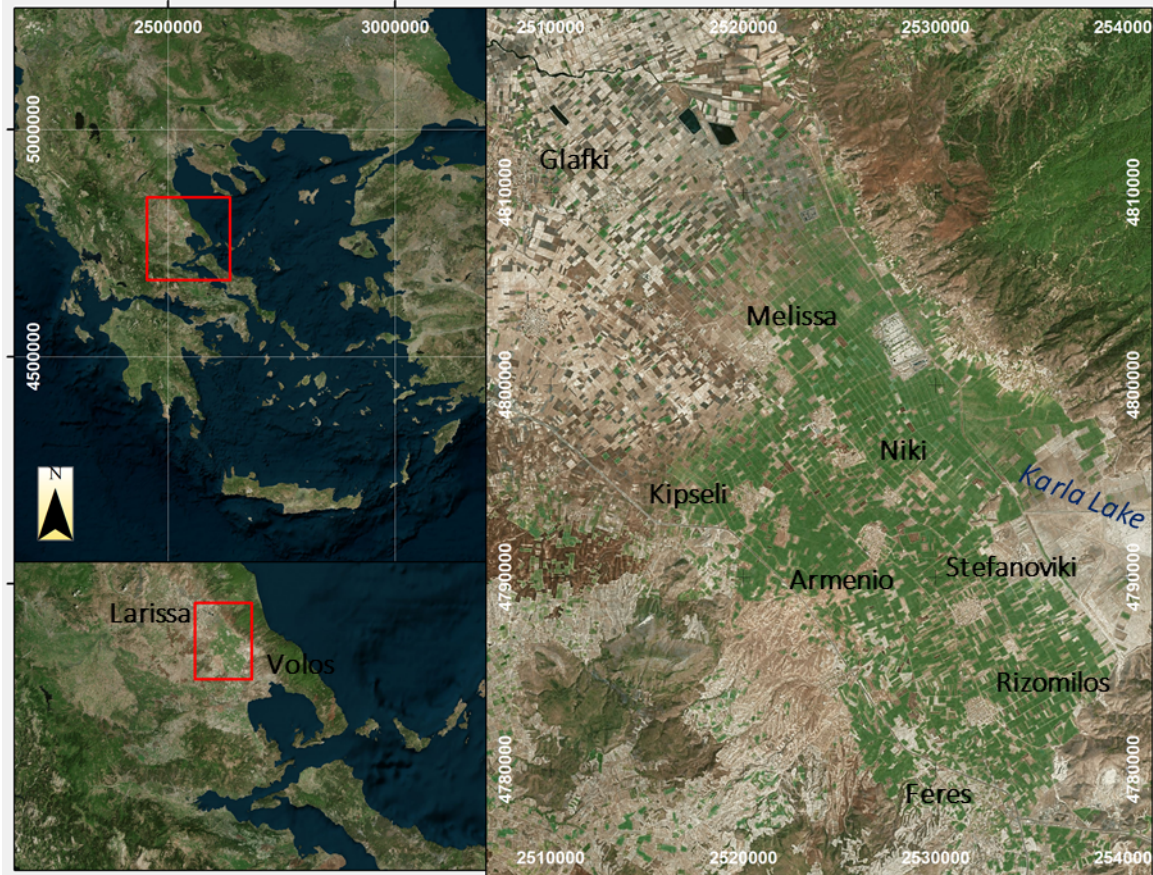 2500000
3000000
5000000
4500000
N
Larissa
Volos
2510000
2520000
2530000
254000
4810000
4810000
Glafki
Melissa
4800000
4800000
Niki
Kipseli
Karla Lake
4790000
4790000
Armenio
Stefanoviki
Rizomilos
4780000
4780000
Feres
2510000
2520000
2530000
254000